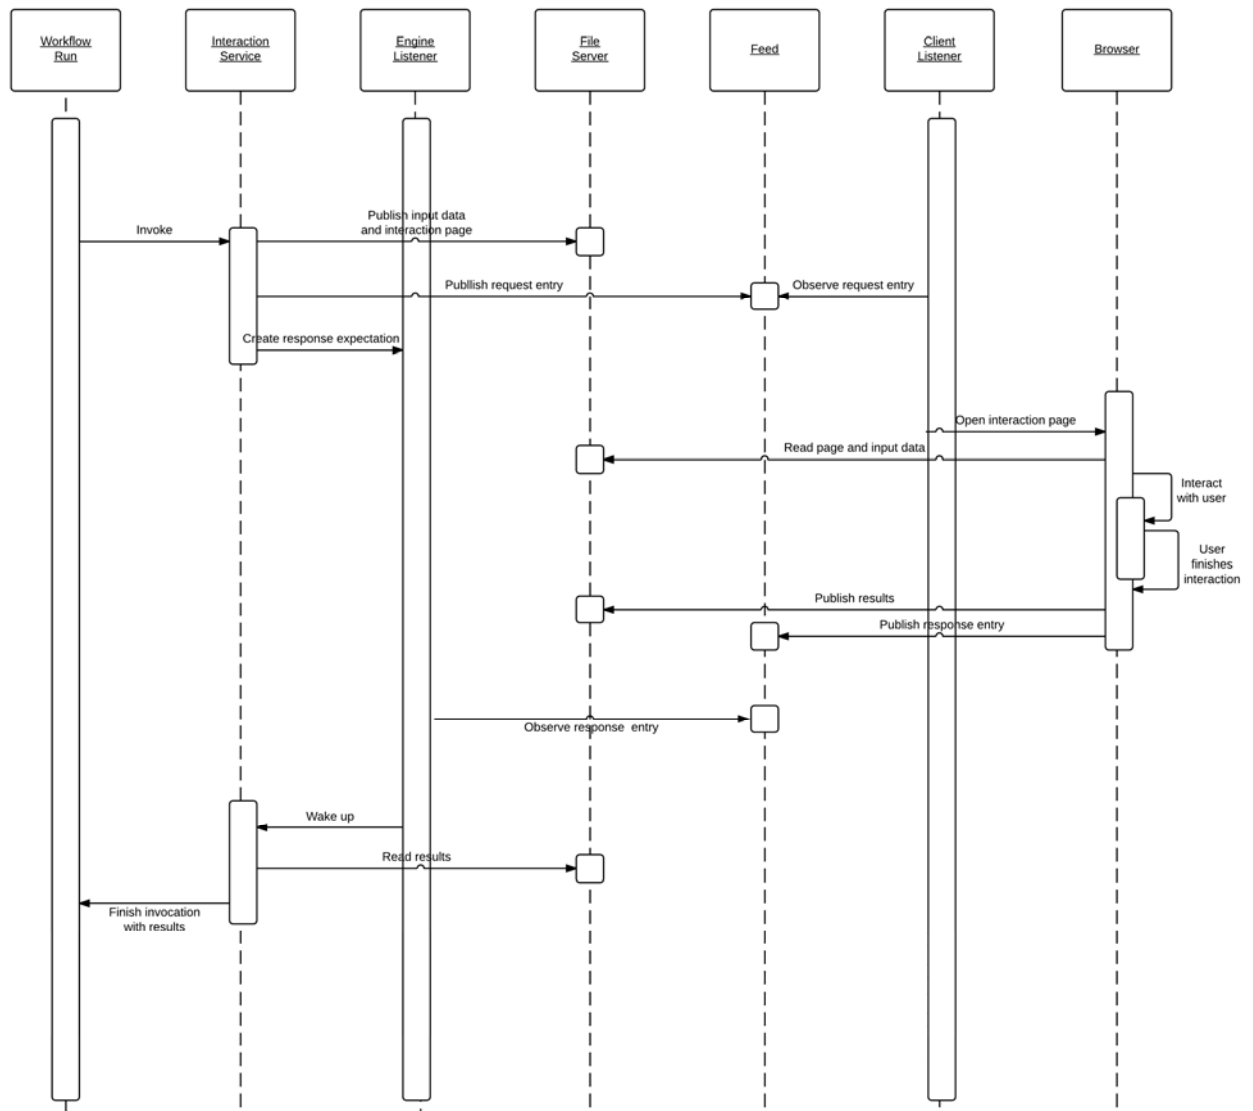 Workflow
Run
Interaction
Service
Engine
Listener
File
Server
Feed
Client
Listener
Browser
Publish input data
and interaction page
Invoke
Publlish request entry
Observe request entry
Create response expectation
Open interaction page
Read page and input data
Interact
with user
User
finishes
interaction
Publish results
Publish response entry
Observe response  entry
Wake up
Read results
Finish invocation
with results